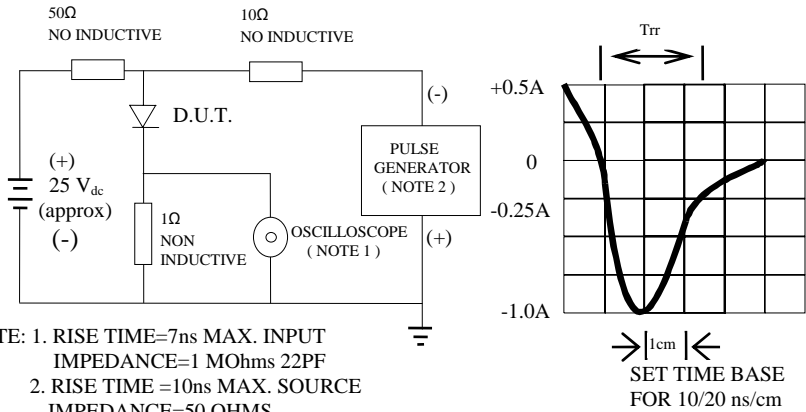 50Ω
NO INDUCTIVE
10Ω
NO INDUCTIVE
(-)
D.U.T.
PULSE
GENERATOR
( NOTE 2 )
(+)
25 Vdc
(approx)
(-)
1Ω
NON
INDUCTIVE
OSCILLOSCOPE
( NOTE 1 )
(+)
TE: 1. RISE TIME=7ns MAX. INPUT
IMPEDANCE=1 MOhms 22PF
2. RISE TIME =10ns MAX. SOURCE
IMPEDANCE=50 OHMS
Trr
+0.5A
0
-0.25A
-1.0A
1cm
SET TIME BASE
FOR 10/20 ns/cm